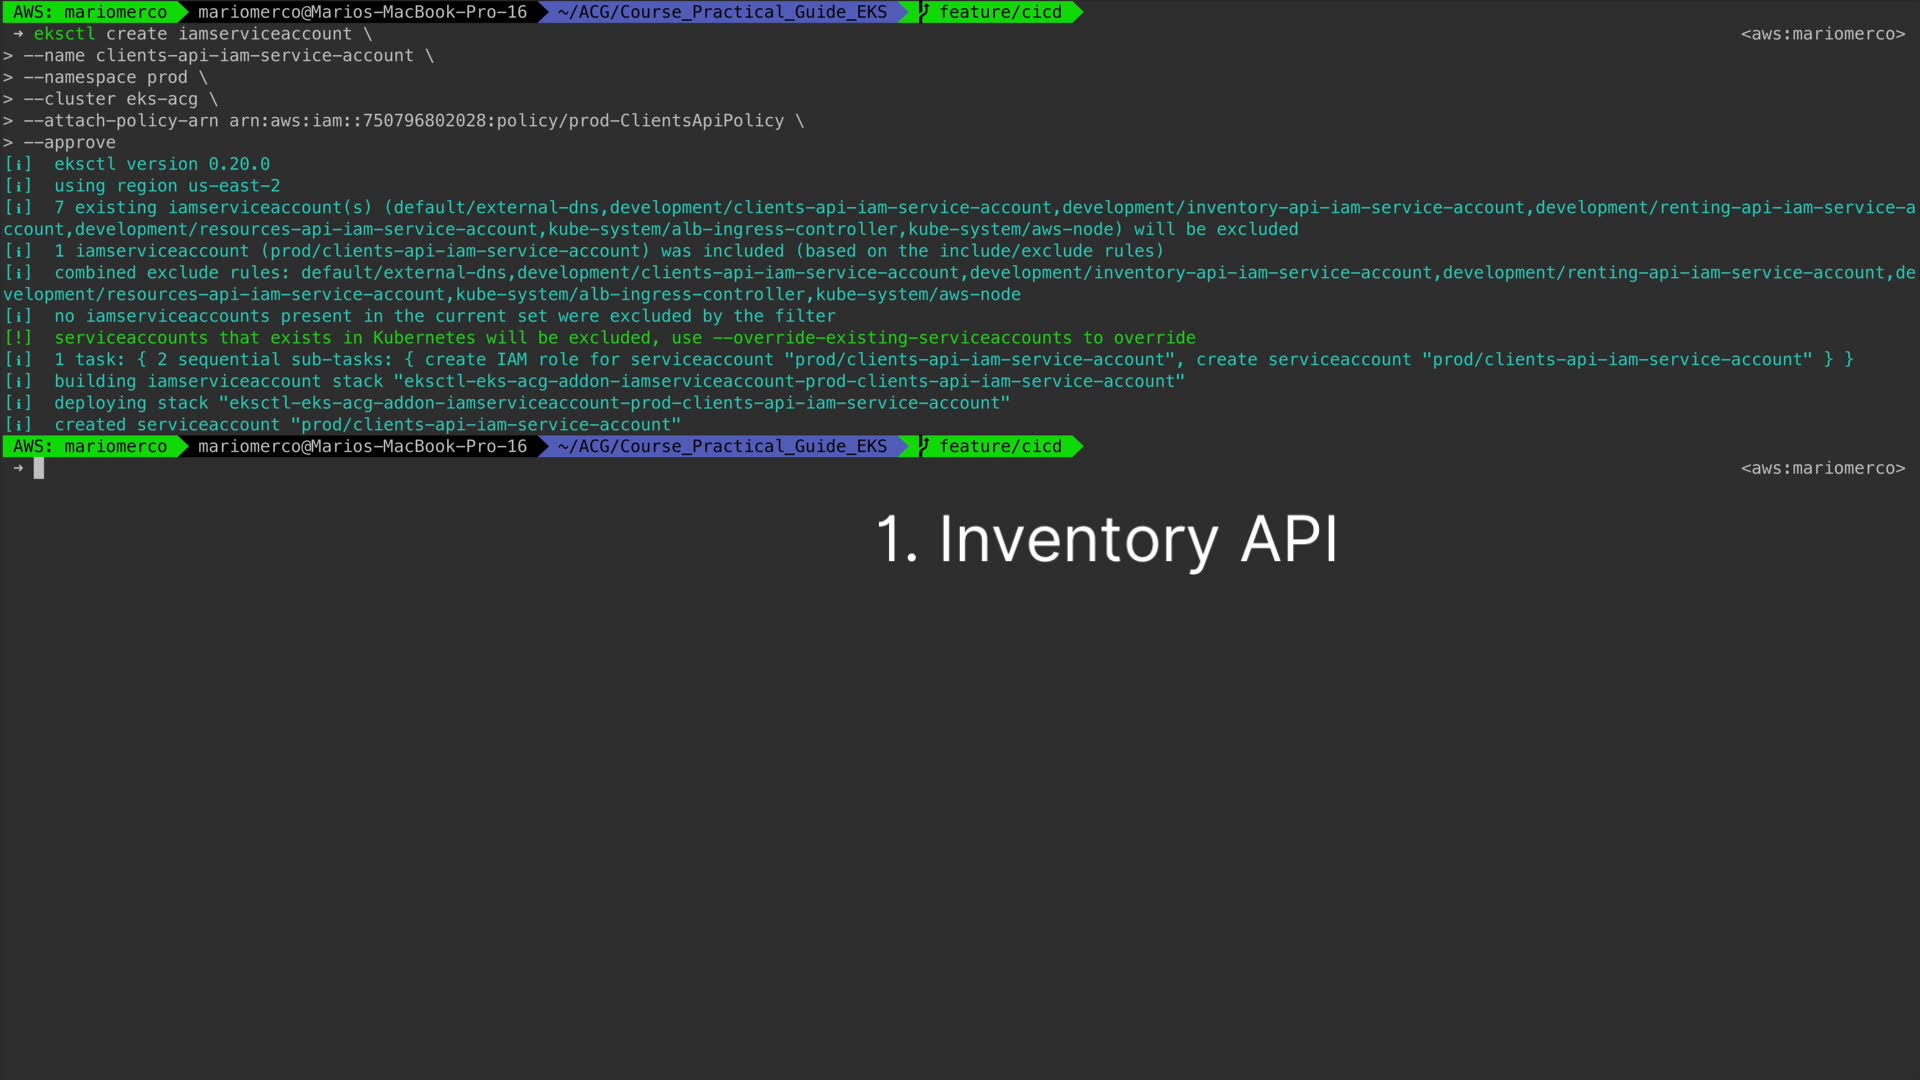 AWS: mariomerco mariomerco@Marios-MacBook-Pro-16 ~/ACG/Course_Practical_Guide_EKS feature/cicd
→ eksctl create iamserviceaccount \ <aws:mariomerco>
> --name clients-api-iam-service-account \
> --namespace prod \
> --cluster eks-acg \
> --attach-policy-arn arn:aws:iam::750796802028:policy/prod-ClientsApiPolicy \
> --approve
[ℹ]  eksctl version 0.20.0
[ℹ]  using region us-east-2
[ℹ]  7 existing iamserviceaccount(s) (default/external-dns,development/clients-api-iam-service-account,development/inventory-api-iam-service-account,development/renting-api-iam-service-a
ccount,development/resources-api-iam-service-account,kube-system/alb-ingress-controller,kube-system/aws-node) will be excluded
[ℹ]  1 iamserviceaccount (prod/clients-api-iam-service-account) was included (based on the include/exclude rules)
[ℹ]  combined exclude rules: default/external-dns,development/clients-api-iam-service-account,development/inventory-api-iam-service-account,development/renting-api-iam-service-account,de
velopment/resources-api-iam-service-account,kube-system/alb-ingress-controller,kube-system/aws-node
[ℹ]  no iamserviceaccounts present in the current set were excluded by the filter
[!]  serviceaccounts that exists in Kubernetes will be excluded, use --override-existing-serviceaccounts to override
[ℹ]  1 task: { 2 sequential sub-tasks: { create IAM role for serviceaccount "prod/clients-api-iam-service-account", create serviceaccount "prod/clients-api-iam-service-account" } }
[ℹ]  building iamserviceaccount stack "eksctl-eks-acg-addon-iamserviceaccount-prod-clients-api-iam-service-account"
[ℹ]  deploying stack "eksctl-eks-acg-addon-iamserviceaccount-prod-clients-api-iam-service-account"
[ℹ]  created serviceaccount "prod/clients-api-iam-service-account"
AWS: mariomerco mariomerco@Marios-MacBook-Pro-16 ~/ACG/Course_Practical_Guide_EKS feature/cicd
→ <aws:mariomerco>
1. Inventory API